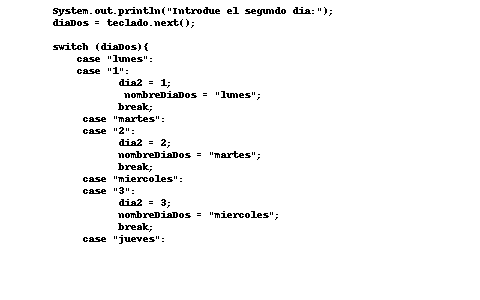 System.out.println("Introdue el segundo dia:");
diaDos = teclado.next();
switch (diaDos){
case "lunes":
case "1":
dia2 = 1;
nombreDiaDos = "lunes";
break;
case "martes":
case "2":
dia2 = 2;
nombreDiaDos = "martes";
break;
case "miercoles":
case "3":
dia2 = 3;
nombreDiaDos = "miercoles";
break;
case "jueves":